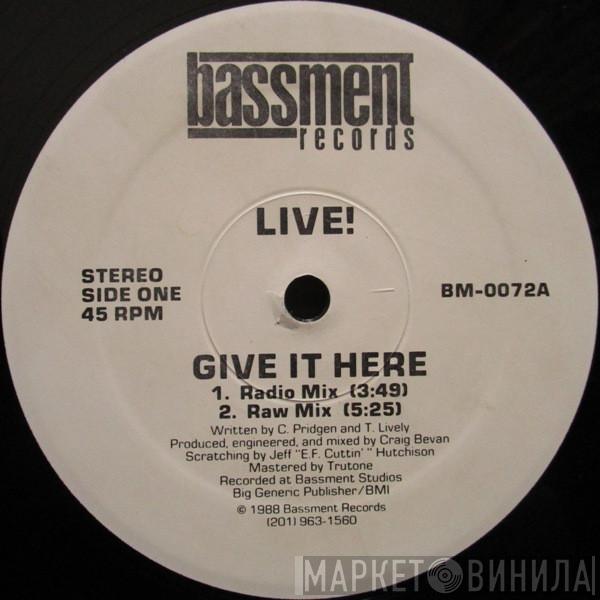 bassment
records
LIVE!
STEREO
SIDE ONE
45 RPM
BM-0072A
GIVE IT HERE
1. Radio Mix (3:49)
2. Raw Mix (5:25)
Written by C. Pridgen and T. Lively
Produced, engineered, and mixed by Craig Bevan
Scratching by Jeff "E.F. Cuttin' " Hutchison
Mastered by Trutone
Recorded at Bassment Studios
Big Generic Publisher/BMI
© 1988 Bassment Records
(201) 963-1560
МАРКЕТ ВИНИЛА